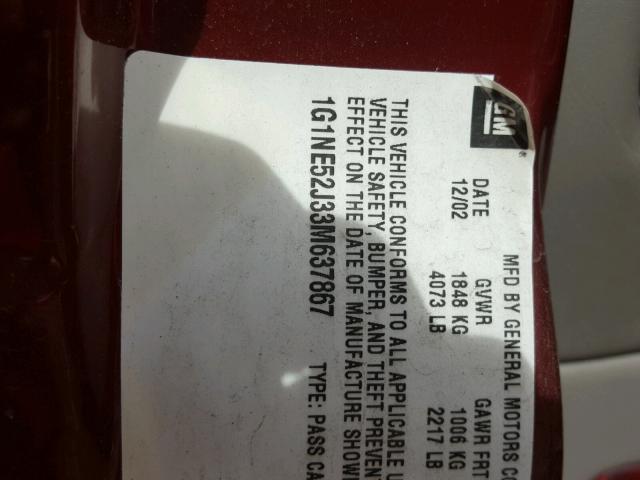 GM
MFD BY GENERAL MOTORS CO
DATE GVWR GAWR FRT
12/02 1848 KG 1006 KG
4073 LB 2217 LB
THIS VEHICLE CONFORMS TO ALL APPLICABLE U
VEHICLE SAFETY, BUMPER, AND THEFT PREVENT
EFFECT ON THE DATE OF MANUFACTURE SHOW
1G1NE52J33M637867 TYPE: PASS CA